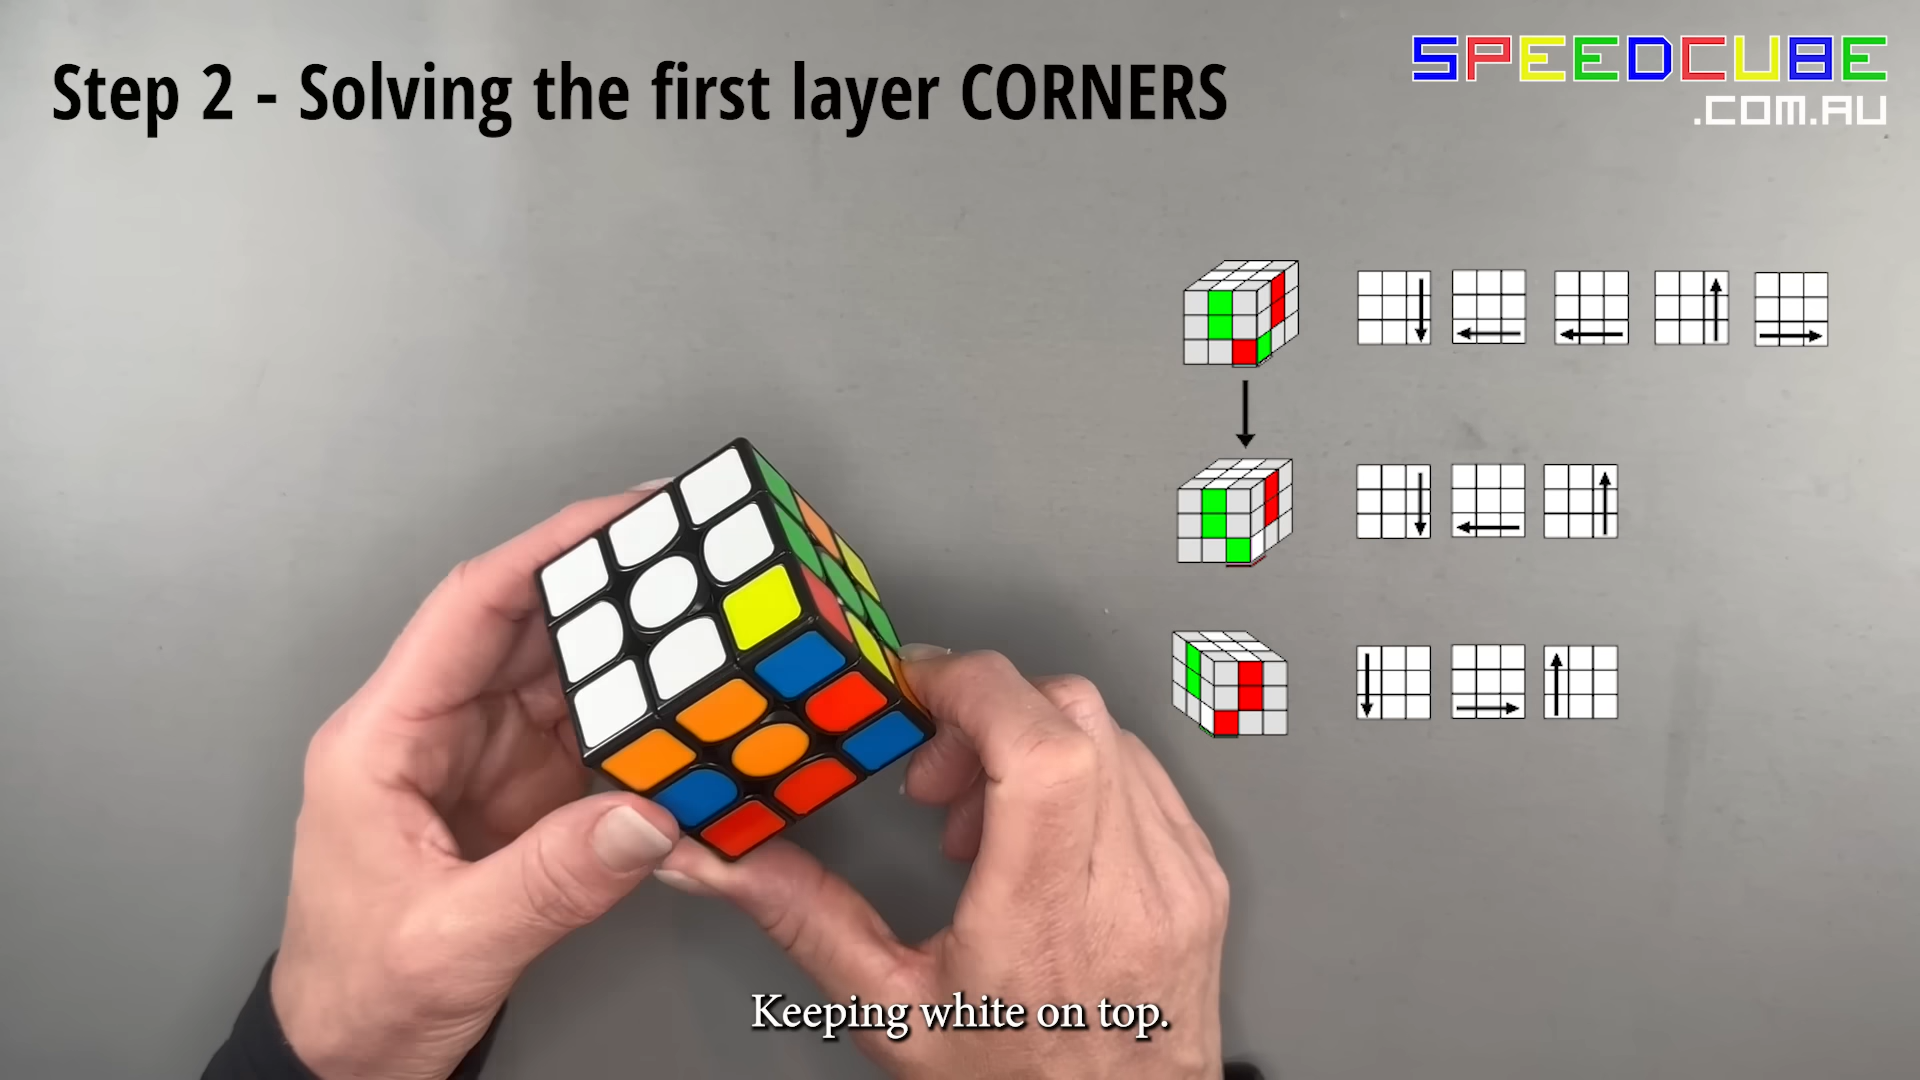 Step 2 - Solving the first layer CORNERS
SPEEDCUBE
.COM.AU
Keeping white on top.